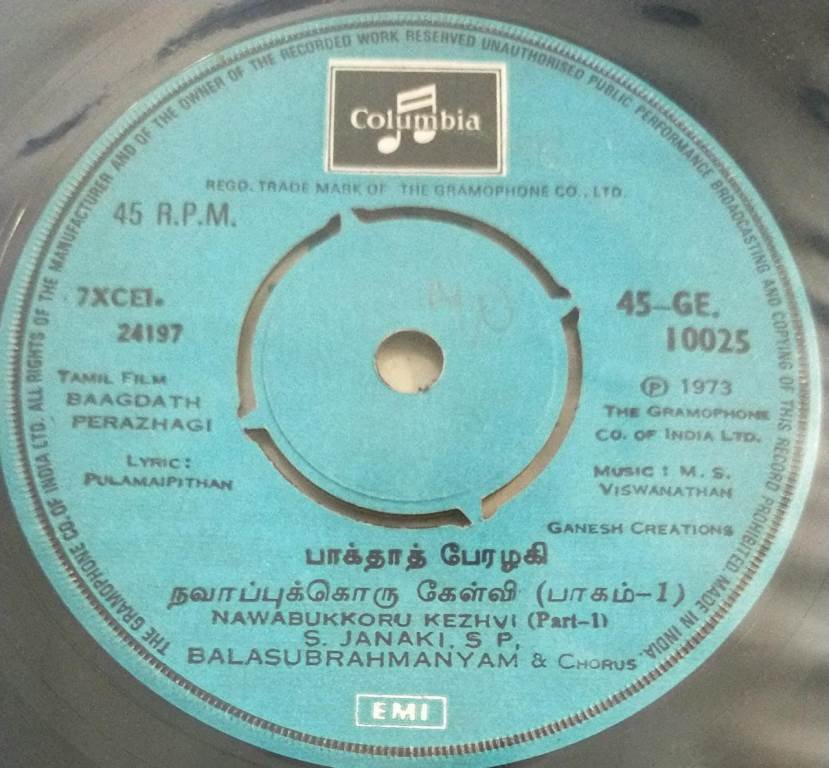 THE GRAMOPHONE CO. OF INDIA LTD. ALL RIGHTS OF THE MANUFACTURER AND OF THE OWNER OF THE RECORDED WORK RESERVED UNAUTHORISED PUBLIC PERFORMANCE BROADCASTING AND COPYING OF THIS RECORD PROHIBITED MADE IN INDIA.
Columbia
REGD. TRADE MARK OF THE GRAMOPHONE CO., LTD.
45 R.P.M.
7XCEI.
24197
45-GE.
10025
TAMIL FILM
BAAGDATH
PERAZHAGI
LYRIC:
PULAMAIPITHAN
℗ 1973
THE GRAMOPHONE
CO. OF INDIA LTD.
MUSIC : M. S.
VISWANATHAN
GANESH CREATIONS
பாக்தாத் பேரழகி
நவாப்புக்கொரு கேள்வி (பாகம்-1)
NAWABUKKORU KEZHVI (Part-1)
S. JANAKI, S P,
BALASUBRAHMANYAM & CHORUS
EMI